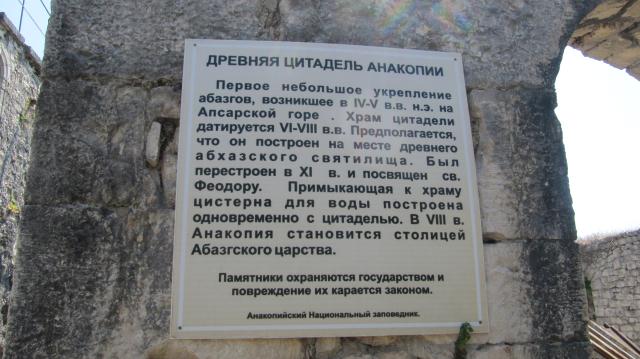 ДРЕВНЯЯ ЦИТАДЕЛЬ АНАКОПИИ
Первое небольшое укрепление
абазгов, возникшее в IV-V в.в. н.э. на
Апсарской горе . Храм цитадели
датируется VI-VIII в.в. Предполагается,
что он построен на месте древнего
абхазского святилища. Был
перестроен в XI в. и посвящен св.
Феодору. Примыкающая к храму
цистерна для воды построена
одновременно с цитаделью. В VIII в.
Анакопия становится столицей
Абазгского царства.
Памятники охраняются государством и
повреждение их карается законом.
Анакопийский Национальный заповедник.